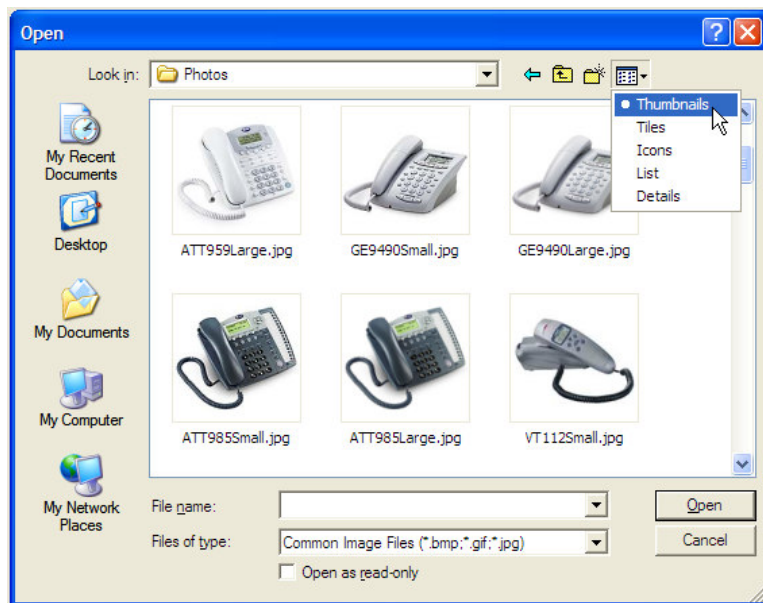 Open
Look in:
Photos
Thumbnails
Tiles
Icons
List
Details
My Recent
Documents
Desktop
My Documents
My Computer
My Network
Places
ATT959Large.jpg
GE9490Small.jpg
GE9490Large.jpg
ATT985Small.jpg
ATT985Large.jpg
VT112Small.jpg
File name:
Open
Files of type:
Common Image Files (*.bmp;*.gif;*.jpg)
Cancel
Open as read-only